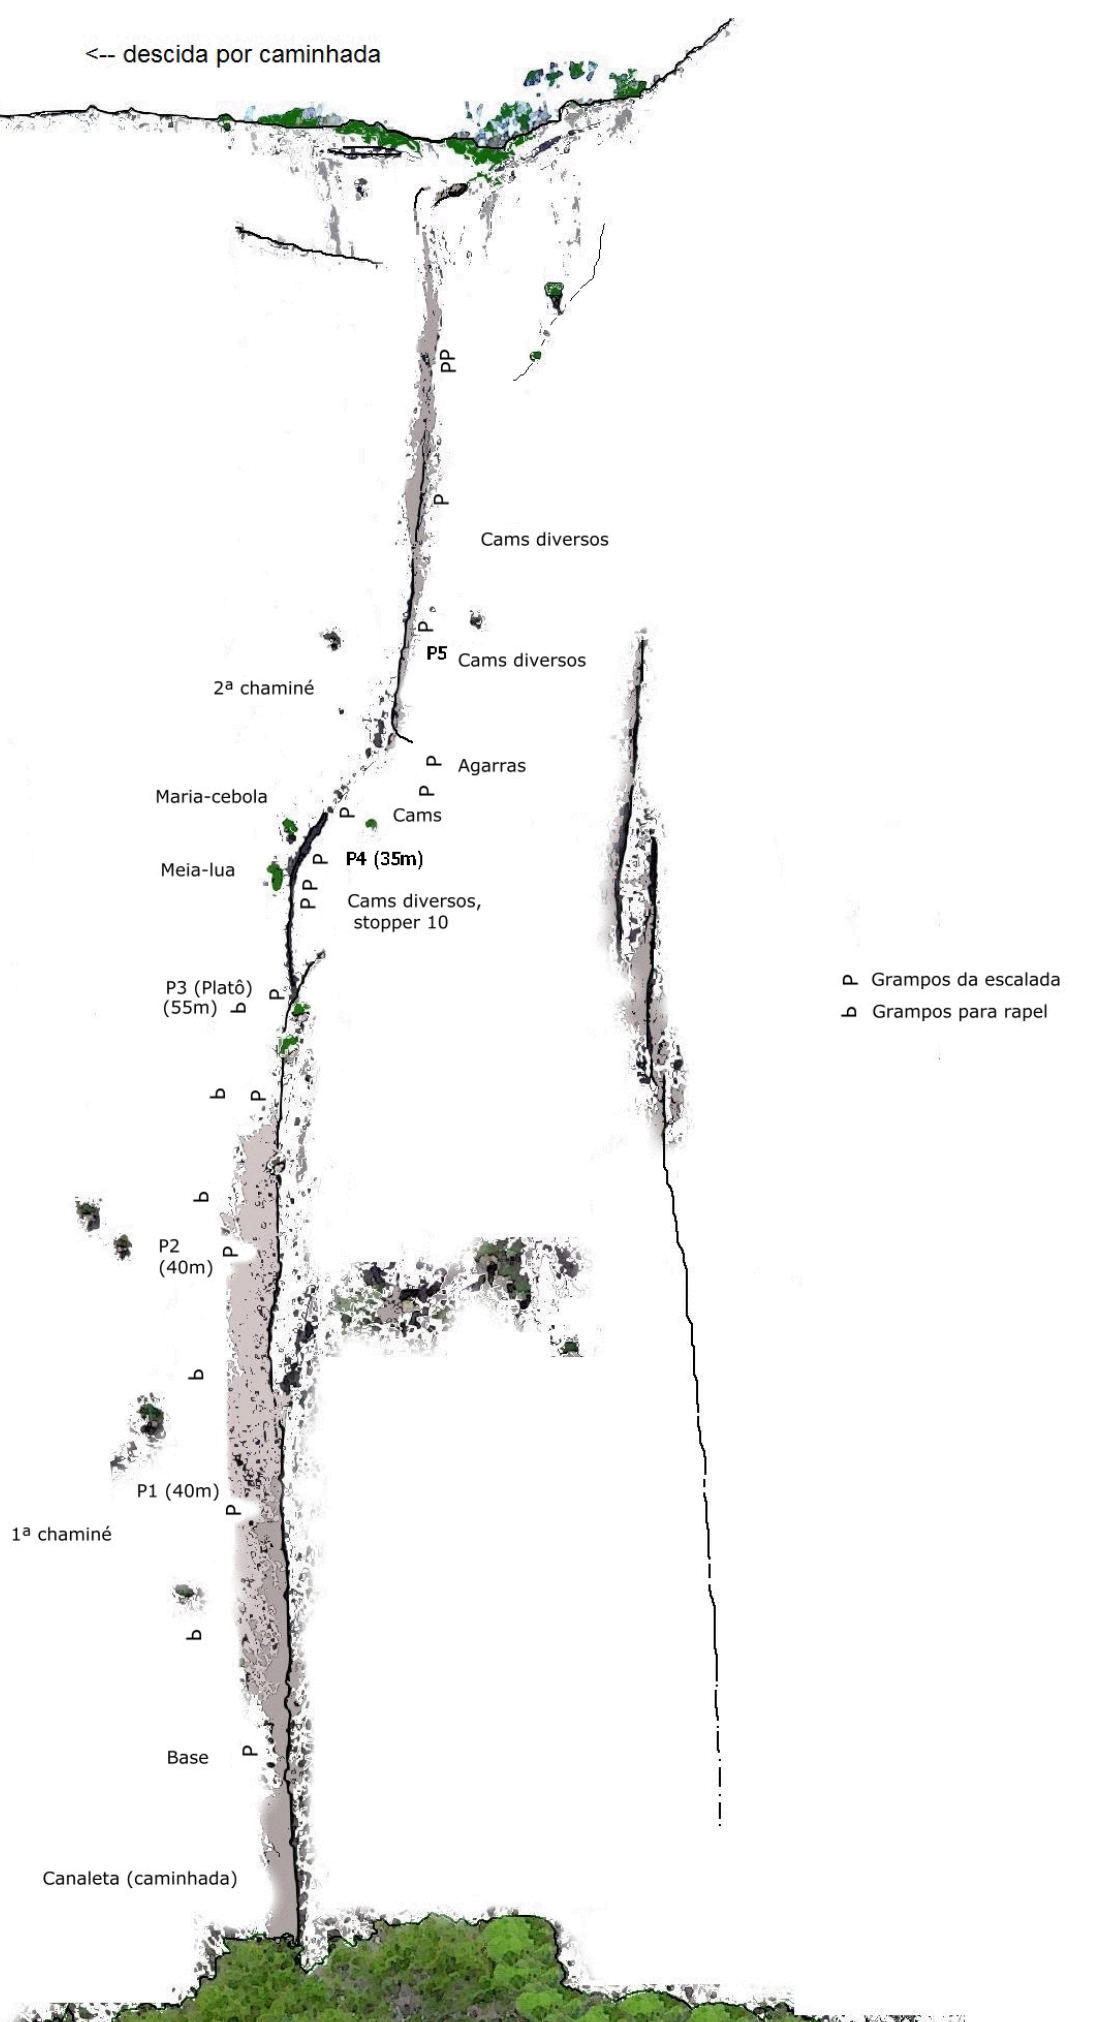 <-- descida por caminhada
PP
P
Cams diversos
P
P5
Cams diversos
2ª chaminé
P
Agarras
P
Maria-cebola
P
Cams
Meia-lua
P
P4 (35m)
P P
Cams diversos,
stopper 10
P3 (Platô)
(55m)
P
P
P Grampos da escalada
P Grampos para rapel
P
P
P
P2
(40m)
P
P
P1 (40m)
P
1ª chaminé
P
Base
P
Canaleta (caminhada)